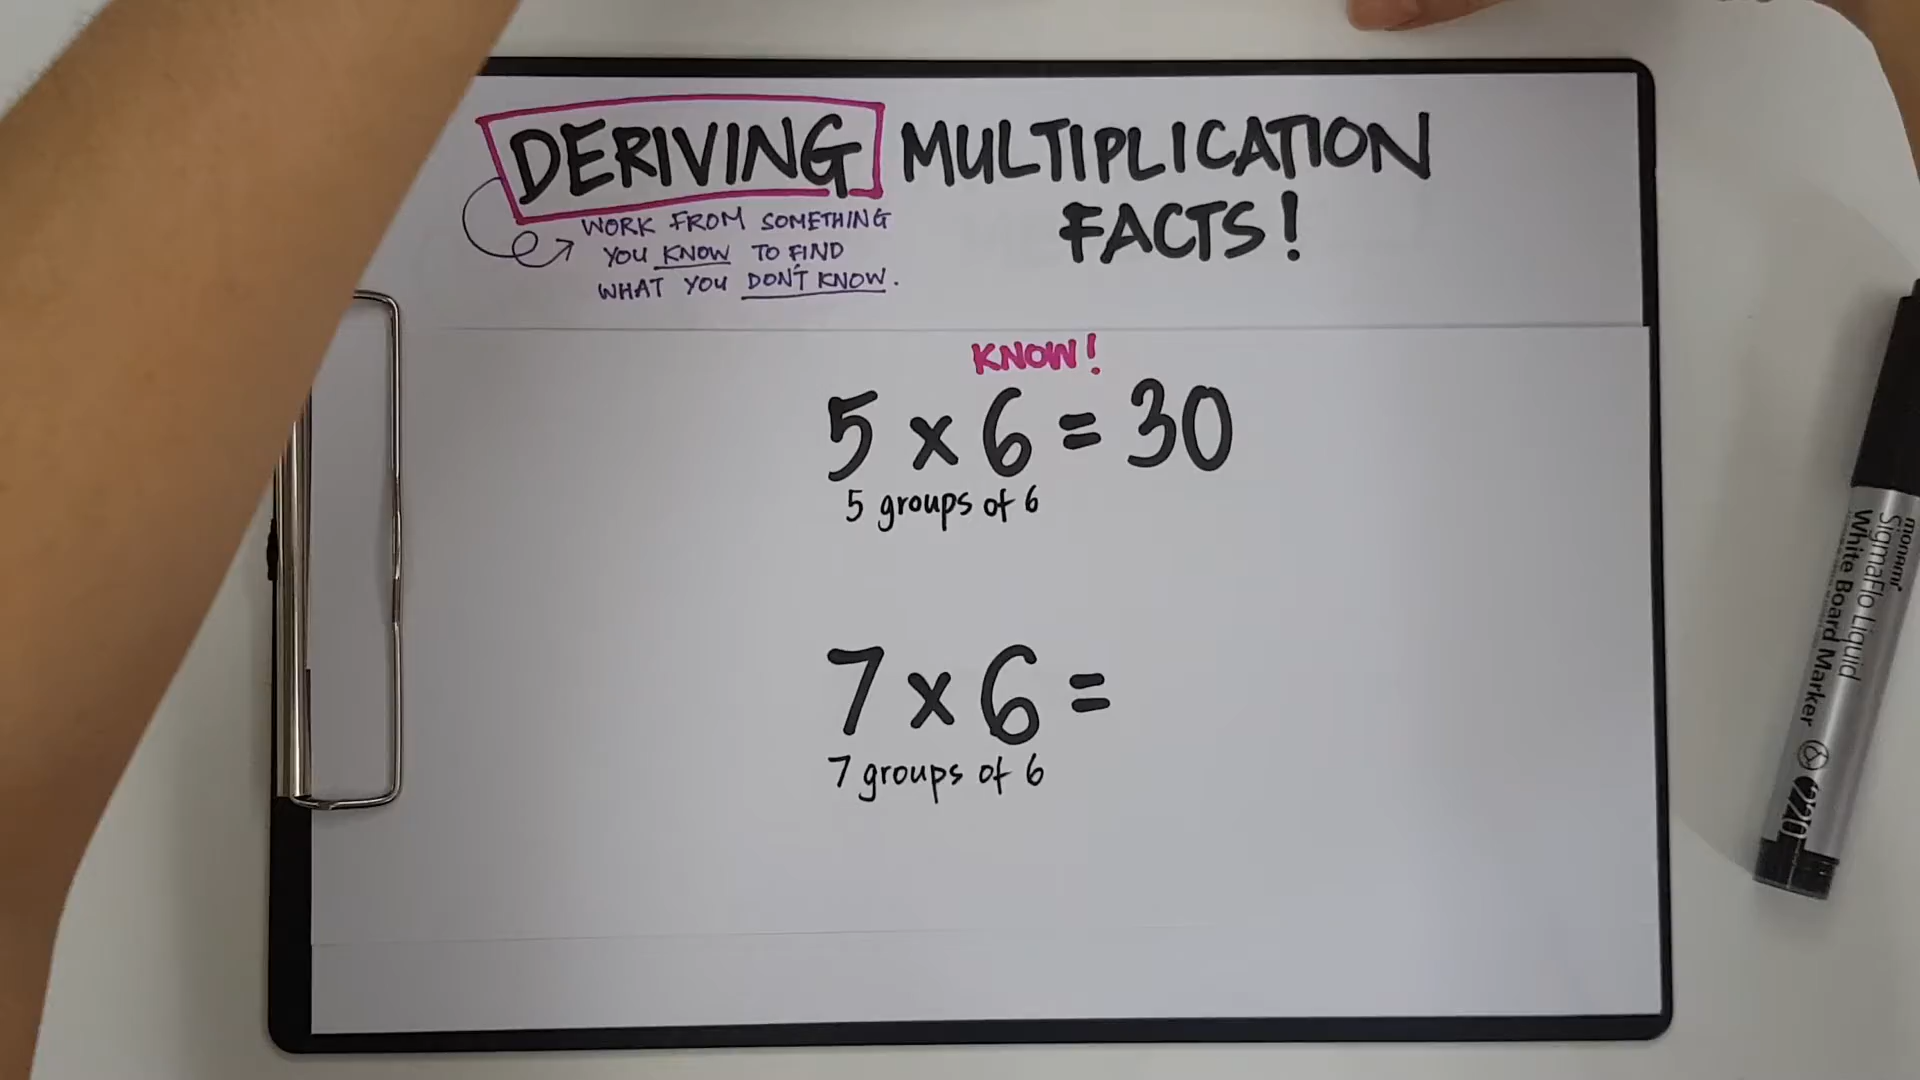 DERIVING MULTIPLICATION
FACTS!
WORK FROM SOMETHING
YOU KNOW TO FIND
WHAT YOU DON'T KNOW.
KNOW!
5 x 6 = 30
5 groups of 6
7 x 6 =
7 groups of 6
monami
SigmaFlo Liquid
White Board Marker
220